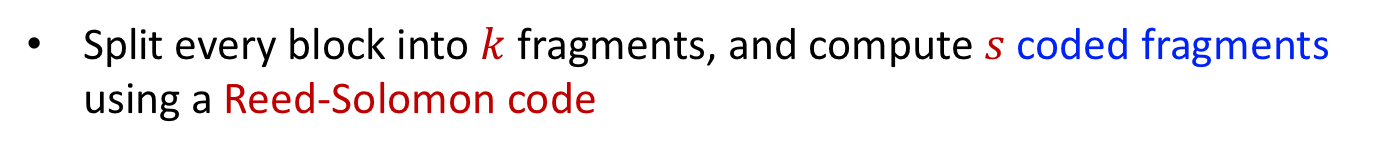 • Split every block into k fragments, and compute s coded fragments
using a Reed-Solomon code